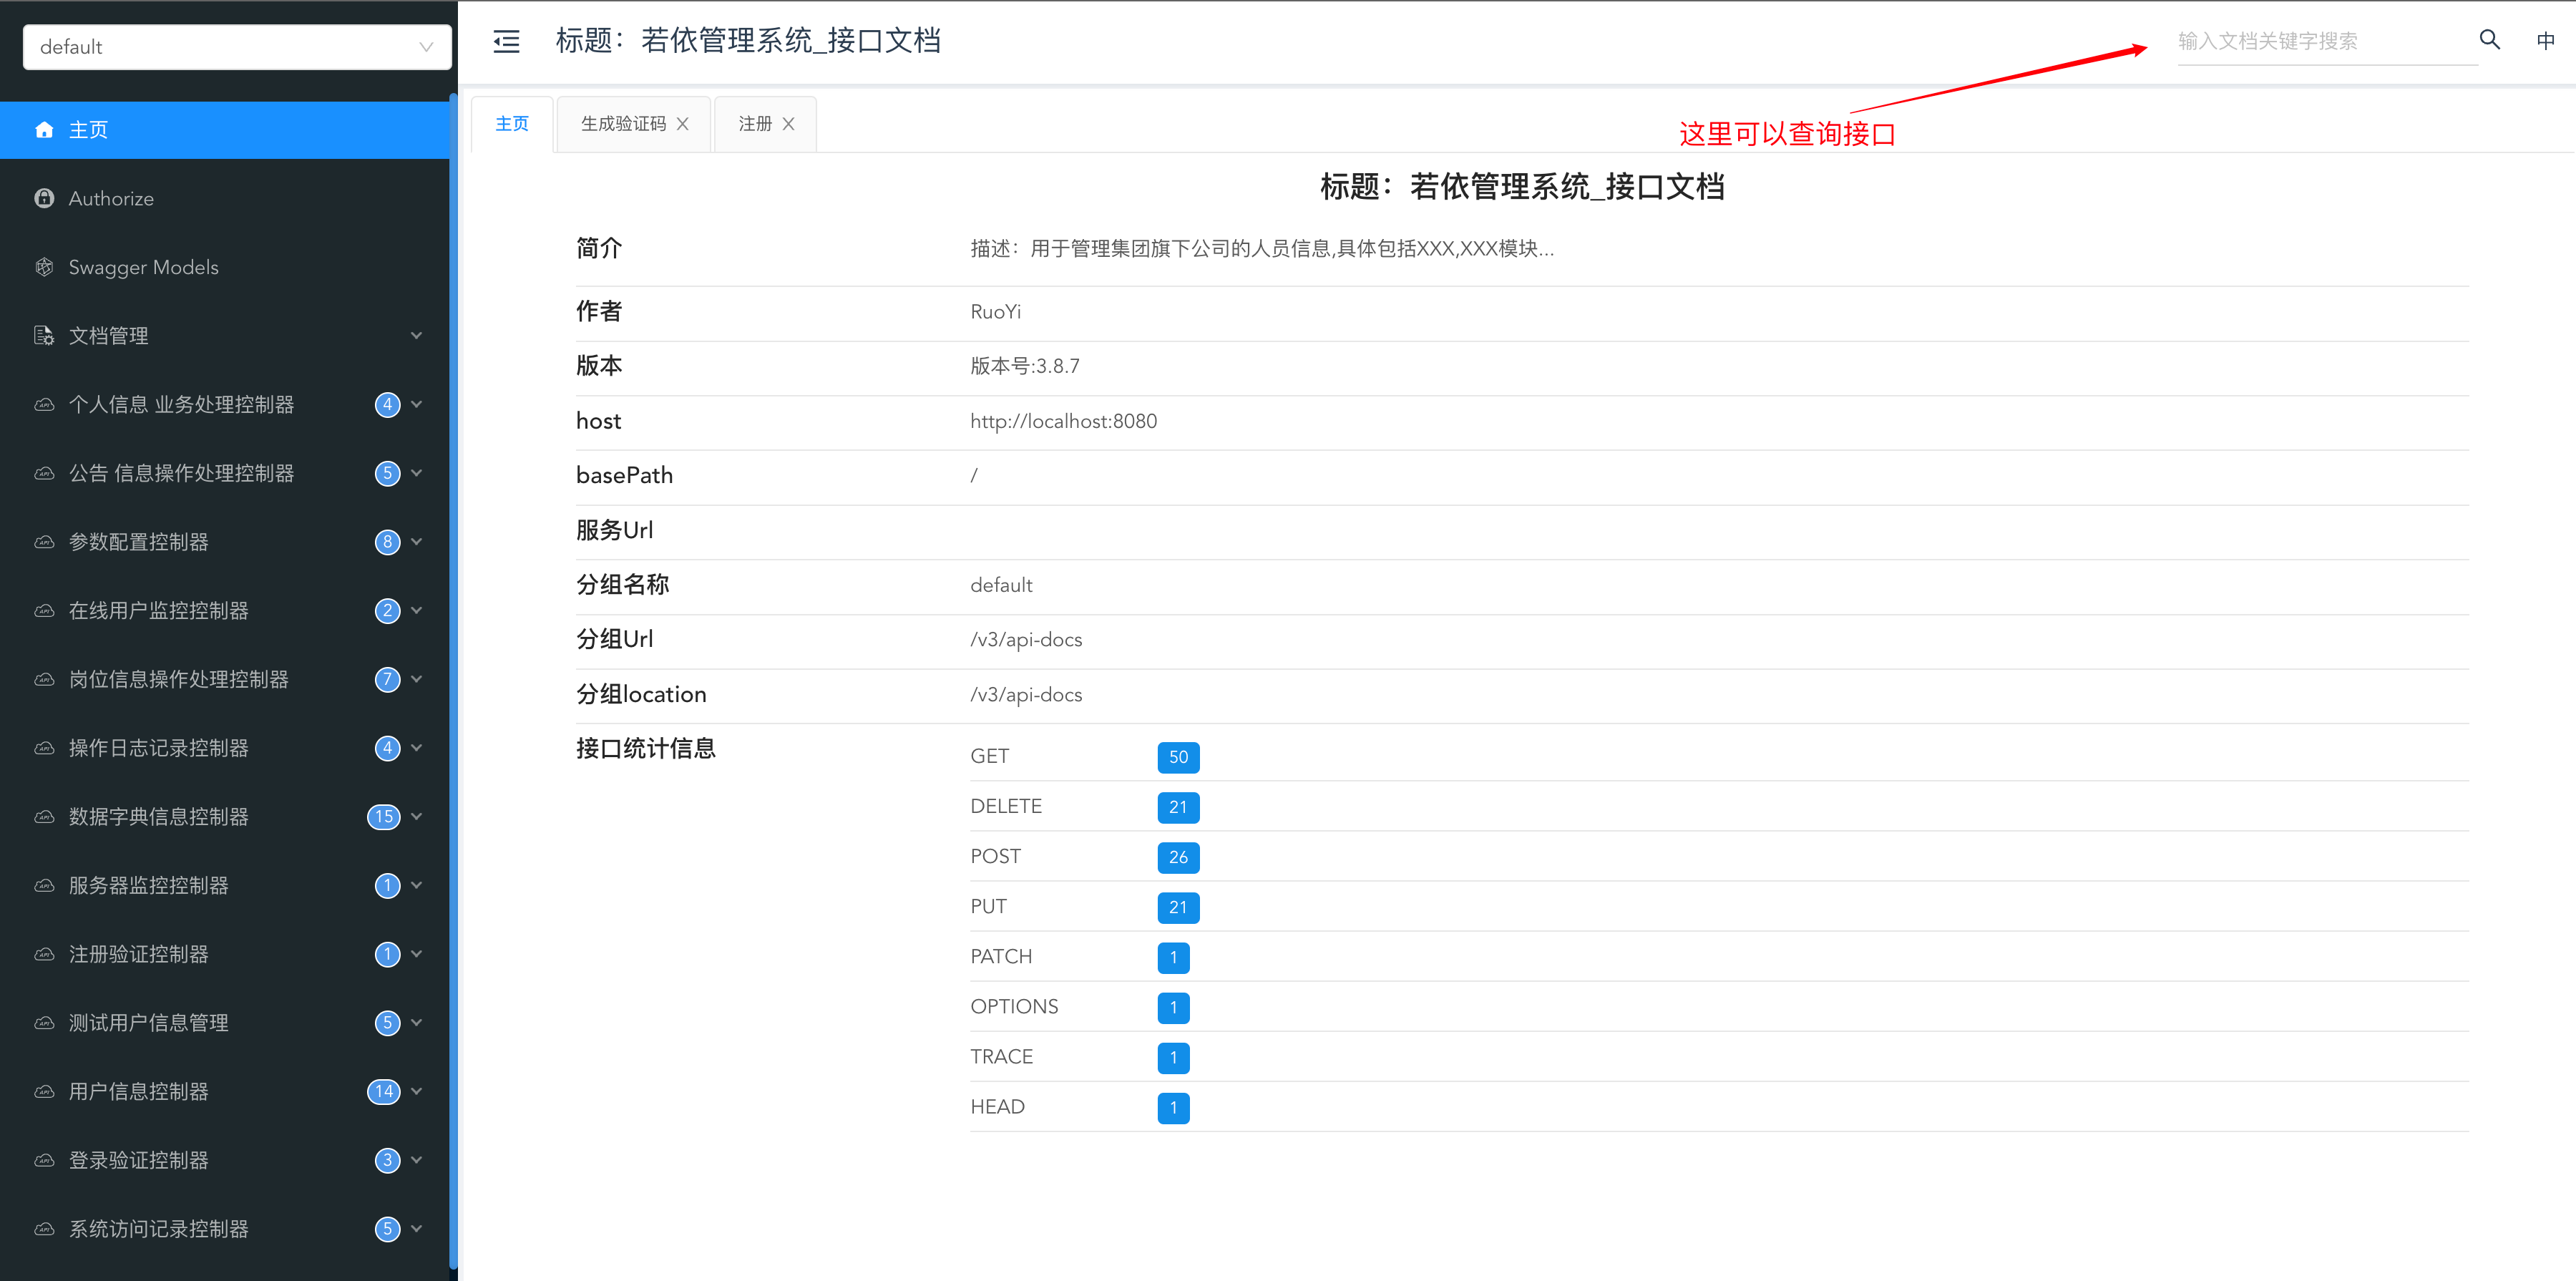 default
主页
Authorize
Swagger Models
文档管理
个人信息 业务处理控制器 4
公告 信息操作处理控制器 5
参数配置控制器 8
在线用户监控控制器 2
岗位信息操作处理控制器 7
操作日志记录控制器 4
数据字典信息控制器 15
服务器监控控制器 1
注册验证控制器 1
测试用户信息管理 5
用户信息控制器 14
登录验证控制器 3
系统访问记录控制器 5
标题：若依管理系统_接口文档
输入文档关键字搜索
中
主页 生成验证码 注册
这里可以查询接口
标题：若依管理系统_接口文档
简介 描述：用于管理集团旗下公司的人员信息,具体包括XXX,XXX模块...
作者 RuoYi
版本 版本号:3.8.7
host http://localhost:8080
basePath /
服务Url
分组名称 default
分组Url /v3/api-docs
分组location /v3/api-docs
接口统计信息
GET 50
DELETE 21
POST 26
PUT 21
PATCH 1
OPTIONS 1
TRACE 1
HEAD 1